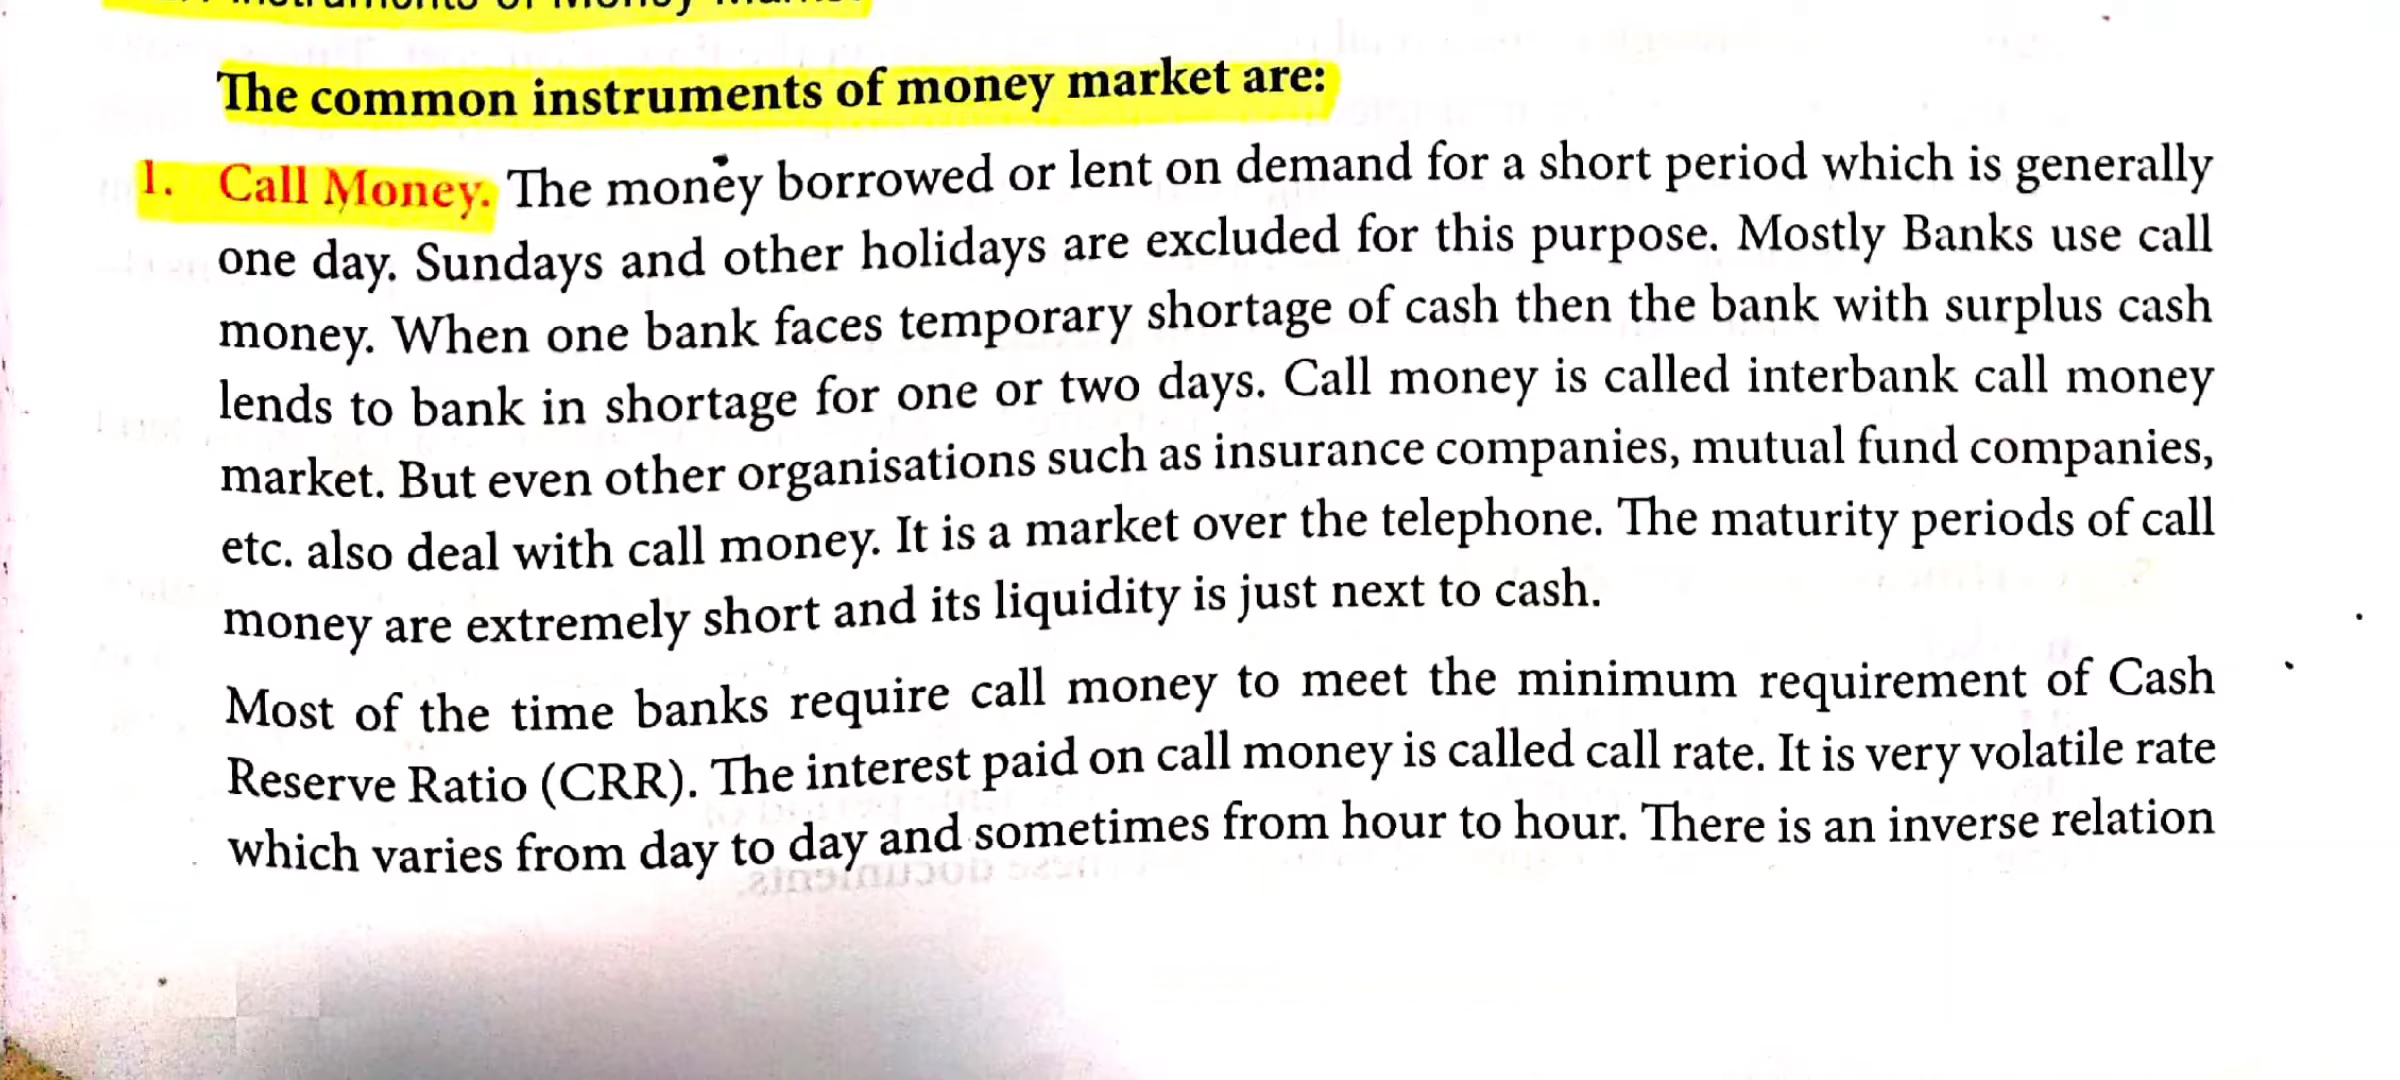 Instruments of Money Market
The common instruments of money market are:
1. Call Money. The money borrowed or lent on demand for a short period which is generally
one day. Sundays and other holidays are excluded for this purpose. Mostly Banks use call
money. When one bank faces temporary shortage of cash then the bank with surplus cash
lends to bank in shortage for one or two days. Call money is called interbank call money
market. But even other organisations such as insurance companies, mutual fund companies,
etc. also deal with call money. It is a market over the telephone. The maturity periods of call
money are extremely short and its liquidity is just next to cash.
Most of the time banks require call money to meet the minimum requirement of Cash
Reserve Ratio (CRR). The interest paid on call money is called call rate. It is very volatile rate
which varies from day to day and sometimes from hour to hour. There is an inverse relation